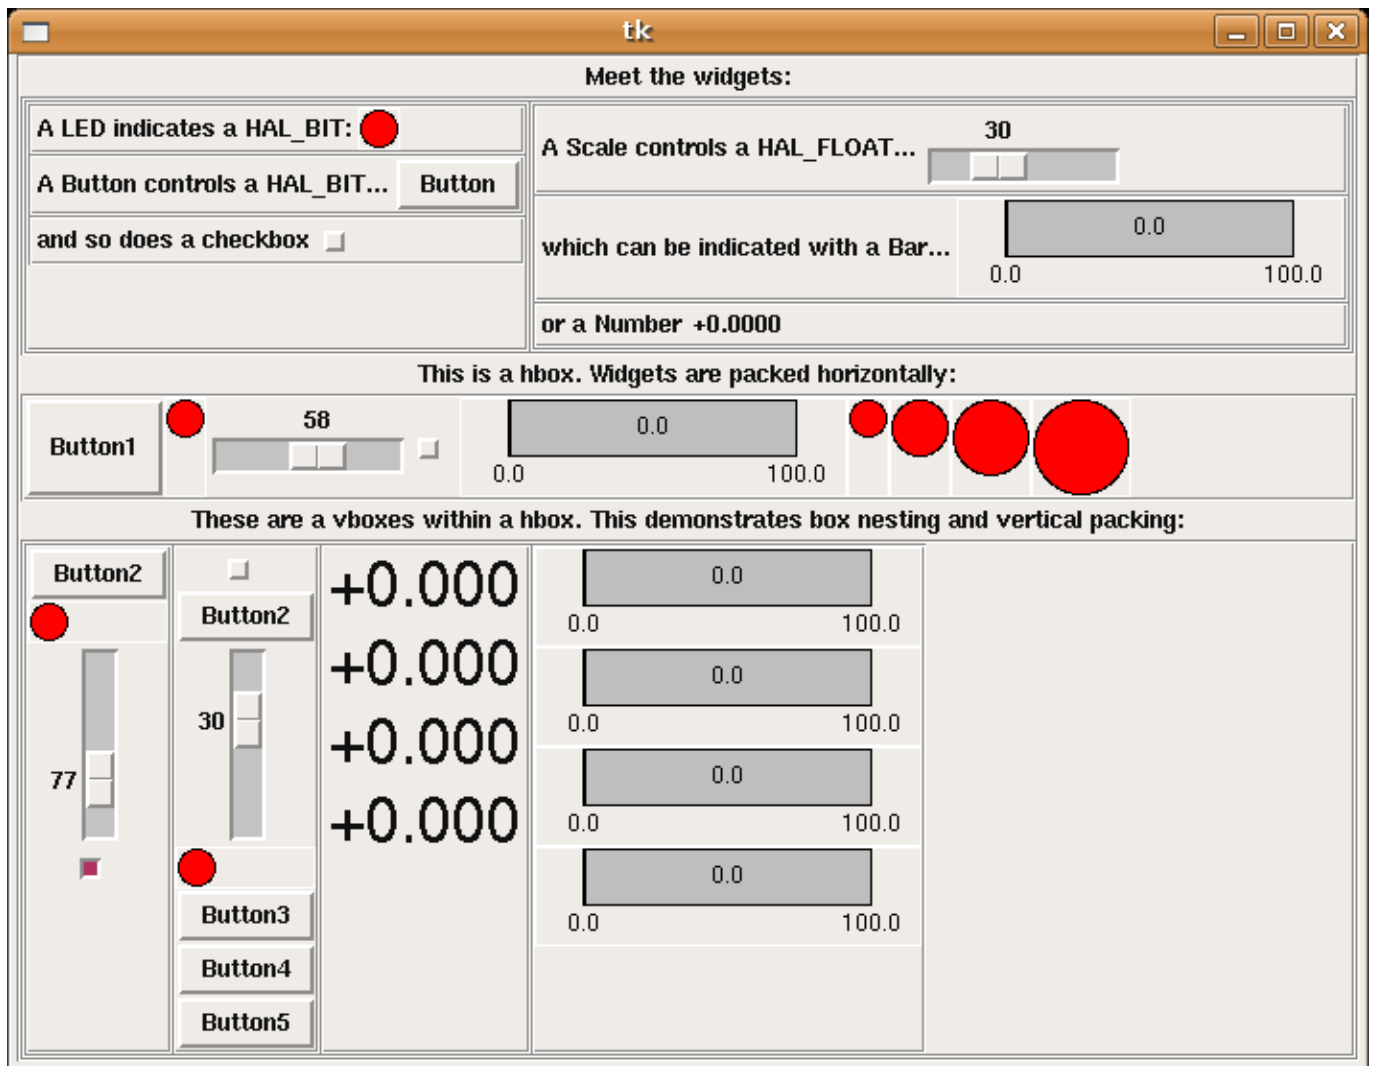 tk
Meet the widgets:
A LED indicates a HAL_BIT:
A Button controls a HAL_BIT... Button
and so does a checkbox
A Scale controls a HAL_FLOAT... 30
which can be indicated with a Bar... 0.0
0.0 100.0
or a Number +0.0000
This is a hbox. Widgets are packed horizontally:
Button1
58
0.0
0.0 100.0
These are a vboxes within a hbox. This demonstrates box nesting and vertical packing:
Button2
77
Button2
30
Button3
Button4
Button5
+0.000
+0.000
+0.000
+0.000
0.0
0.0 100.0
0.0
0.0 100.0
0.0
0.0 100.0
0.0
0.0 100.0